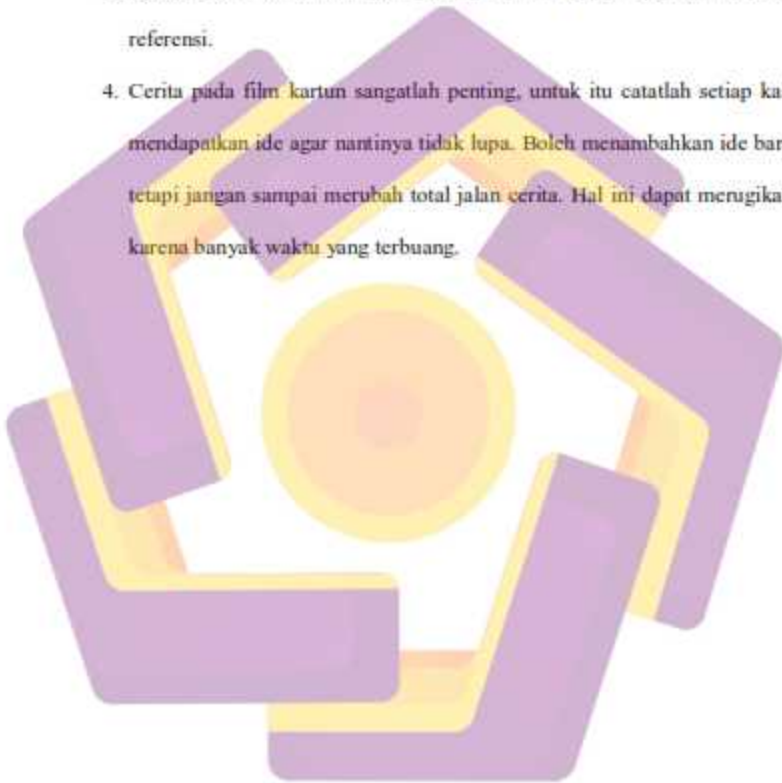 referensi.
4. Cerita pada film kartun sangatlah penting, untuk itu catatlah setiap ka
mendapatkan ide agar nantinya tidak lupa. Boleh menambahkan ide bar
tetapi jangan sampai merubah total jalan cerita. Hal ini dapat merugika
karena banyak waktu yang terbuang.